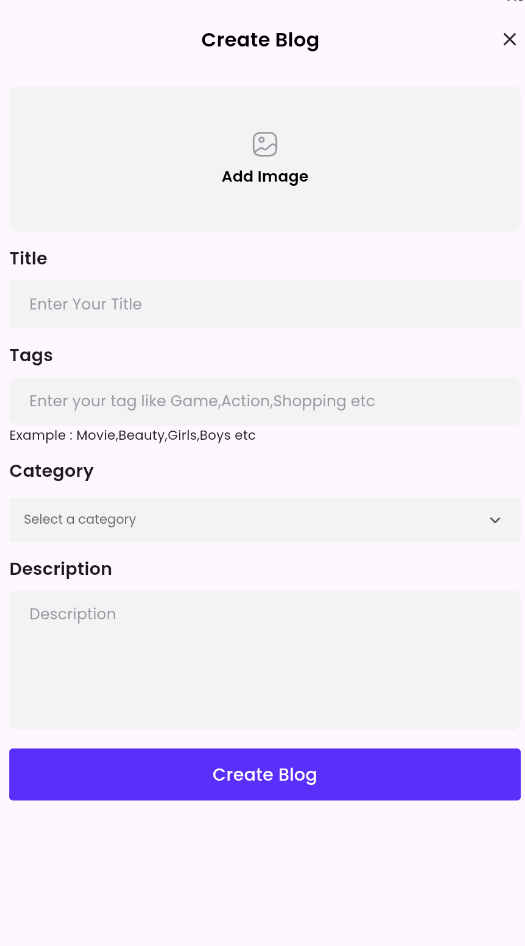 Create Blog
Add Image
Title
Enter Your Title
Tags
Enter your tag like Game,Action,Shopping etc
Example : Movie,Beauty,Girls,Boys etc
Category
Select a category
Description
Description
Create Blog